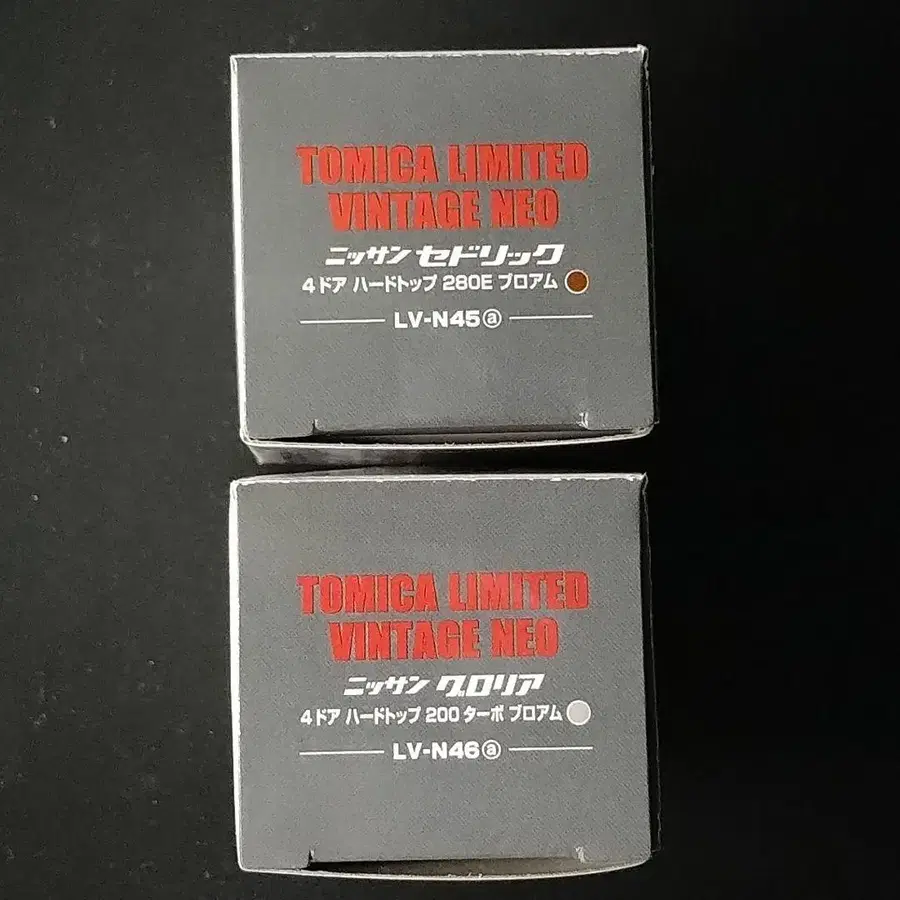 TOMICA LIMITED
VINTAGE NEO
ニッサン セドリック
4ドア ハードトップ 280E ブロアム
LV-N45ⓐ
TOMICA LIMITED
VINTAGE NEO
ニッサン グロリア
4ドア ハードトップ 200 ターボ ブロアム
LV-N46ⓐ